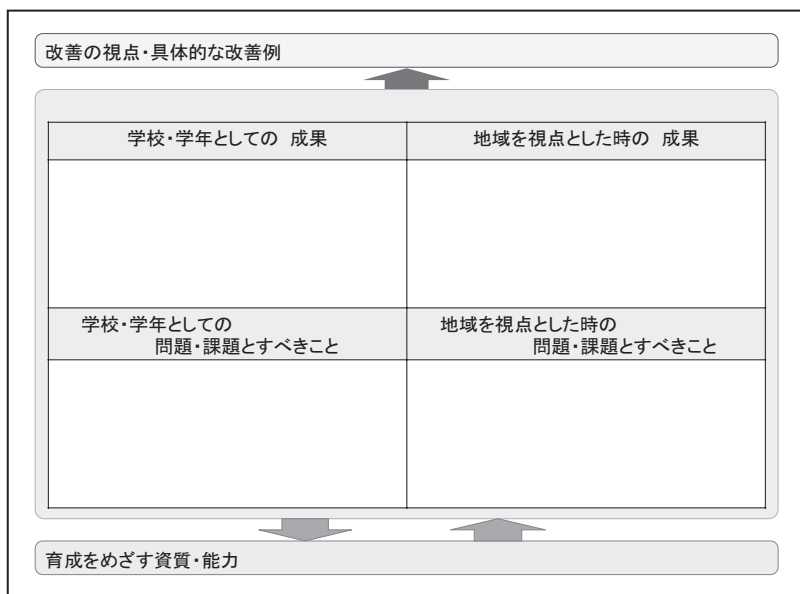 改善の視点・具体的な改善例
学校・学年としての 成果
地域を視点とした時の 成果
学校・学年としての
問題・課題とすべきこと
地域を視点とした時の
問題・課題とすべきこと
育成をめざす資質・能力